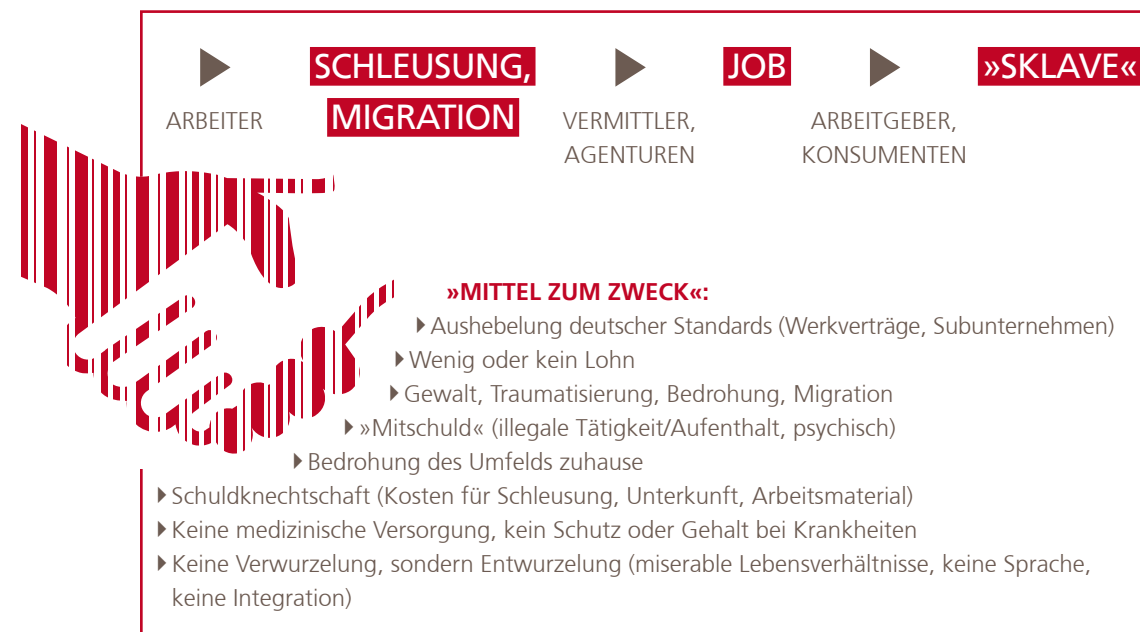 SCHLEUSUNG,
MIGRATION
JOB
»SKLAVE«
ARBEITER
VERMITTLER,
AGENTUREN
ARBEITGEBER,
KONSUMENTEN
»MITTEL ZUM ZWECK«:
Aushebelung deutscher Standards (Werkverträge, Subunternehmen)
Wenig oder kein Lohn
Gewalt, Traumatisierung, Bedrohung, Migration
»Mitschuld« (illegale Tätigkeit/Aufenthalt, psychisch)
Bedrohung des Umfelds zuhause
Schuldknechtschaft (Kosten für Schleusung, Unterkunft, Arbeitsmaterial)
Keine medizinische Versorgung, kein Schutz oder Gehalt bei Krankheiten
Keine Verwurzelung, sondern Entwurzelung (miserable Lebensverhältnisse, keine Sprache,
keine Integration)